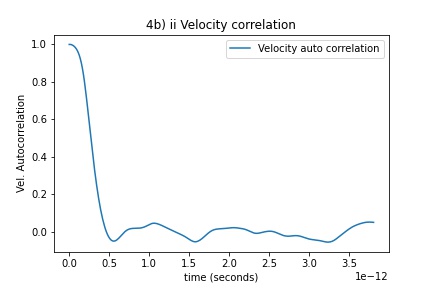 4b) ii Velocity correlation
Velocity auto correlation
Vel. Autocorrelation
1.0
0.8
0.6
0.4
0.2
0.0
0.0 0.5 1.0 1.5 2.0 2.5 3.0 3.5
time (seconds)
1e−12